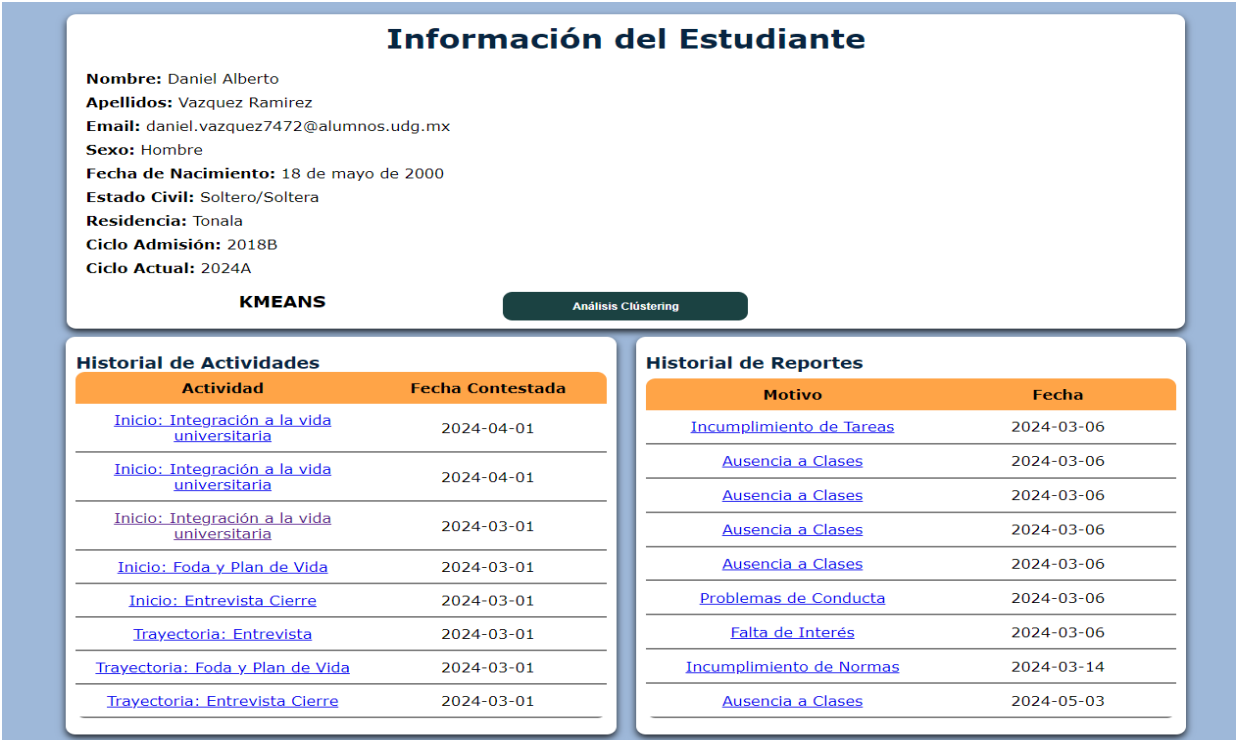 Información del Estudiante
Nombre: Daniel Alberto
Apellidos: Vazquez Ramirez
Email: daniel.vazquez7472@alumnos.udg.mx
Sexo: Hombre
Fecha de Nacimiento: 18 de mayo de 2000
Estado Civil: Soltero/Soltera
Residencia: Tonala
Ciclo Admisión: 2018B
Ciclo Actual: 2024A
KMEANS Análisis Clústering
Historial de Actividades
Actividad Fecha Contestada
Inicio: Integración a la vida
universitaria 2024-04-01
Inicio: Integración a la vida
universitaria 2024-04-01
Inicio: Integración a la vida
universitaria 2024-03-01
Inicio: Foda y Plan de Vida 2024-03-01
Inicio: Entrevista Cierre 2024-03-01
Trayectoria: Entrevista 2024-03-01
Trayectoria: Foda y Plan de Vida 2024-03-01
Trayectoria: Entrevista Cierre 2024-03-01
Historial de Reportes
Motivo Fecha
Incumplimiento de Tareas 2024-03-06
Ausencia a Clases 2024-03-06
Ausencia a Clases 2024-03-06
Ausencia a Clases 2024-03-06
Ausencia a Clases 2024-03-06
Problemas de Conducta 2024-03-06
Falta de Interés 2024-03-06
Incumplimiento de Normas 2024-03-14
Ausencia a Clases 2024-05-03